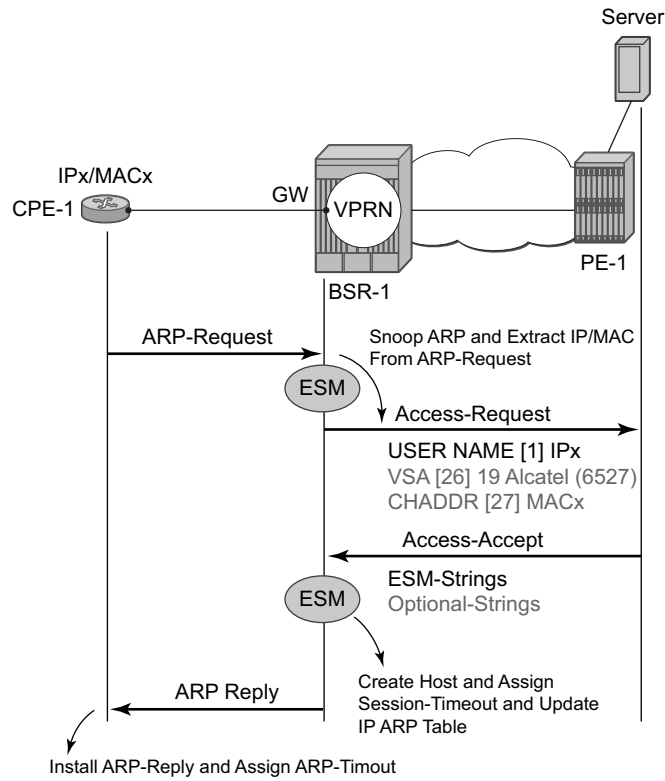 Server
IPx/MACx
CPE-1
GW
VPRN
PE-1
BSR-1
ARP-Request
Snoop ARP and Extract IP/MAC
From ARP-Request
ESM
Access-Request
USER NAME [1] IPx
VSA [26] 19 Alcatel (6527)
CHADDR [27] MACx
Access-Accept
ESM-Strings
Optional-Strings
ESM
Create Host and Assign
Session-Timeout and Update
IP ARP Table
ARP Reply
Install ARP-Reply and Assign ARP-Timout